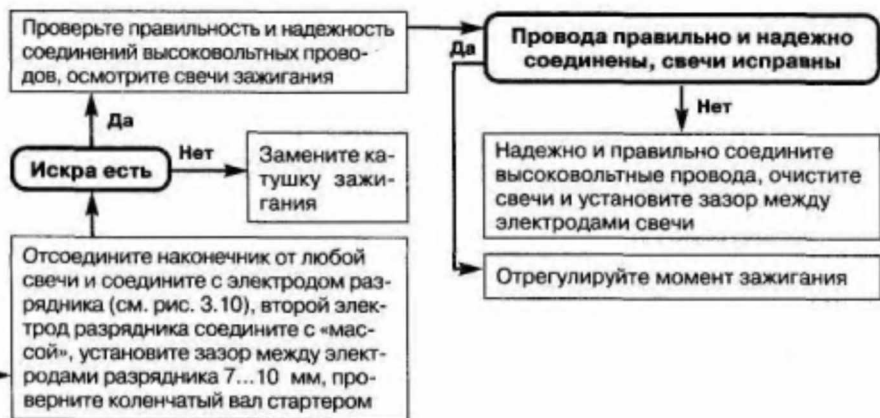 Проверьте правильность и надежность
соединений высоковольтных прово-
дов, осмотрите свечи зажигания
Да
Провода правильно и надежно
соединены, свечи исправны
Да
Нет
Искра есть
Нет
Замените ка-
тушку зажи-
гания
Надежно и правильно соедините
высоковольтные провода, очистите
свечи и установите зазор между
электродами свечи
Отсоедините наконечник от любой
свечи и соедините с электродом раз-
рядника (см. рис. 3.10), второй элек-
трод разрядника соедините с «мас-
сой», установите зазор между элект-
родами разрядника 7...10 мм, про-
верните коленчатый вал стартером
Отрегулируйте момент зажигания